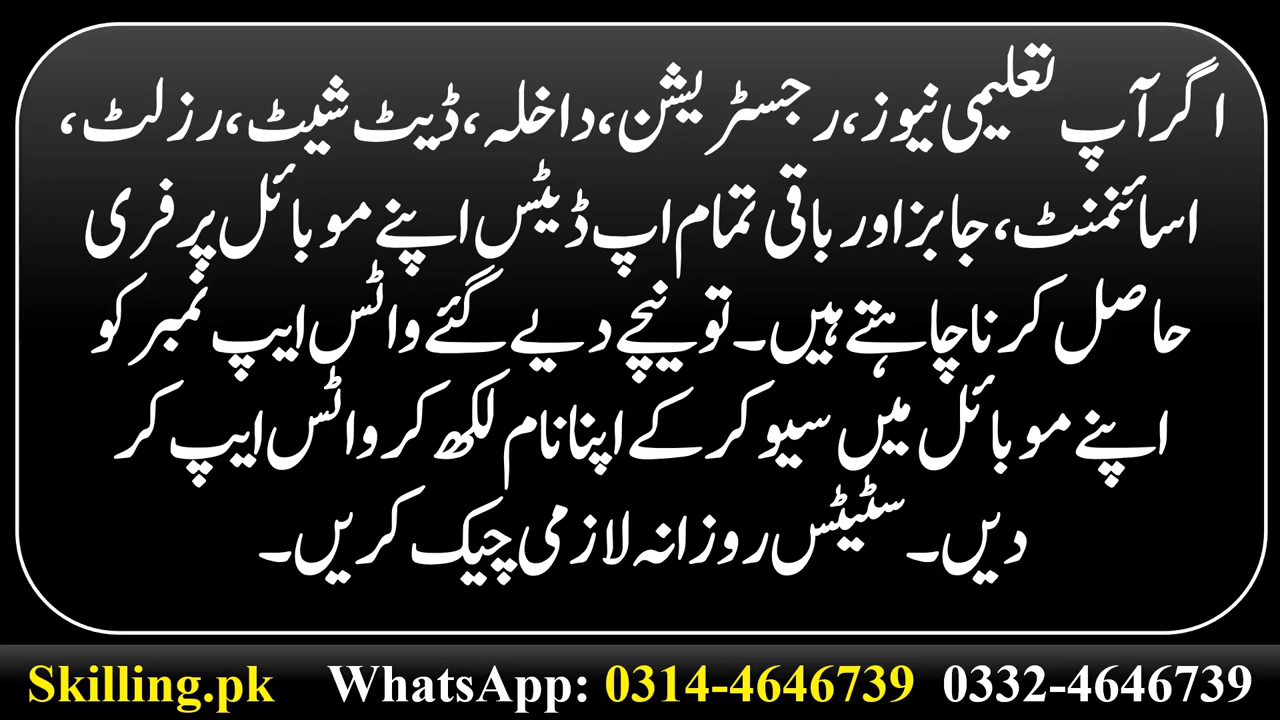 اگر آپ تعلیمی نیوز، رجسٹریشن، داخلہ، ڈیٹ شیٹ، رزلٹ،
اسائنمنٹ، جابز اور باقی تمام اپ ڈیٹس اپنے موبائل پر فری
حاصل کرنا چاہتے ہیں۔ تو نیچے دیے گئے واٹس ایپ نمبر کو
اپنے موبائل میں سیو کر کے اپنا نام لکھ کر واٹس ایپ کر
دیں۔ سٹیٹس روزانہ لازمی چیک کریں۔
Skilling.pk WhatsApp: 0314-4646739 0332-4646739